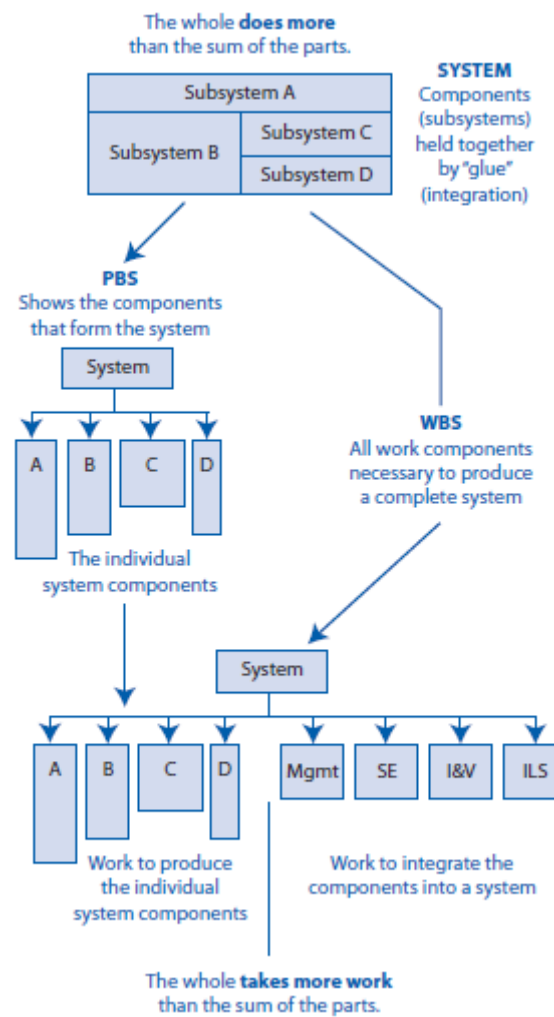 The whole does more
than the sum of the parts.
SYSTEM
Components
(subsystems)
held together
by "glue"
(integration)
Subsystem A
Subsystem B
Subsystem C
Subsystem D
PBS
Shows the components
that form the system
System
A
B
C
D
The individual
system components
WBS
All work components
necessary to produce
a complete system
System
A
B
C
D
Mgmt
SE
I&V
ILS
Work to produce
the individual
system components
Work to integrate the
components into a system
The whole takes more work
than the sum of the parts.